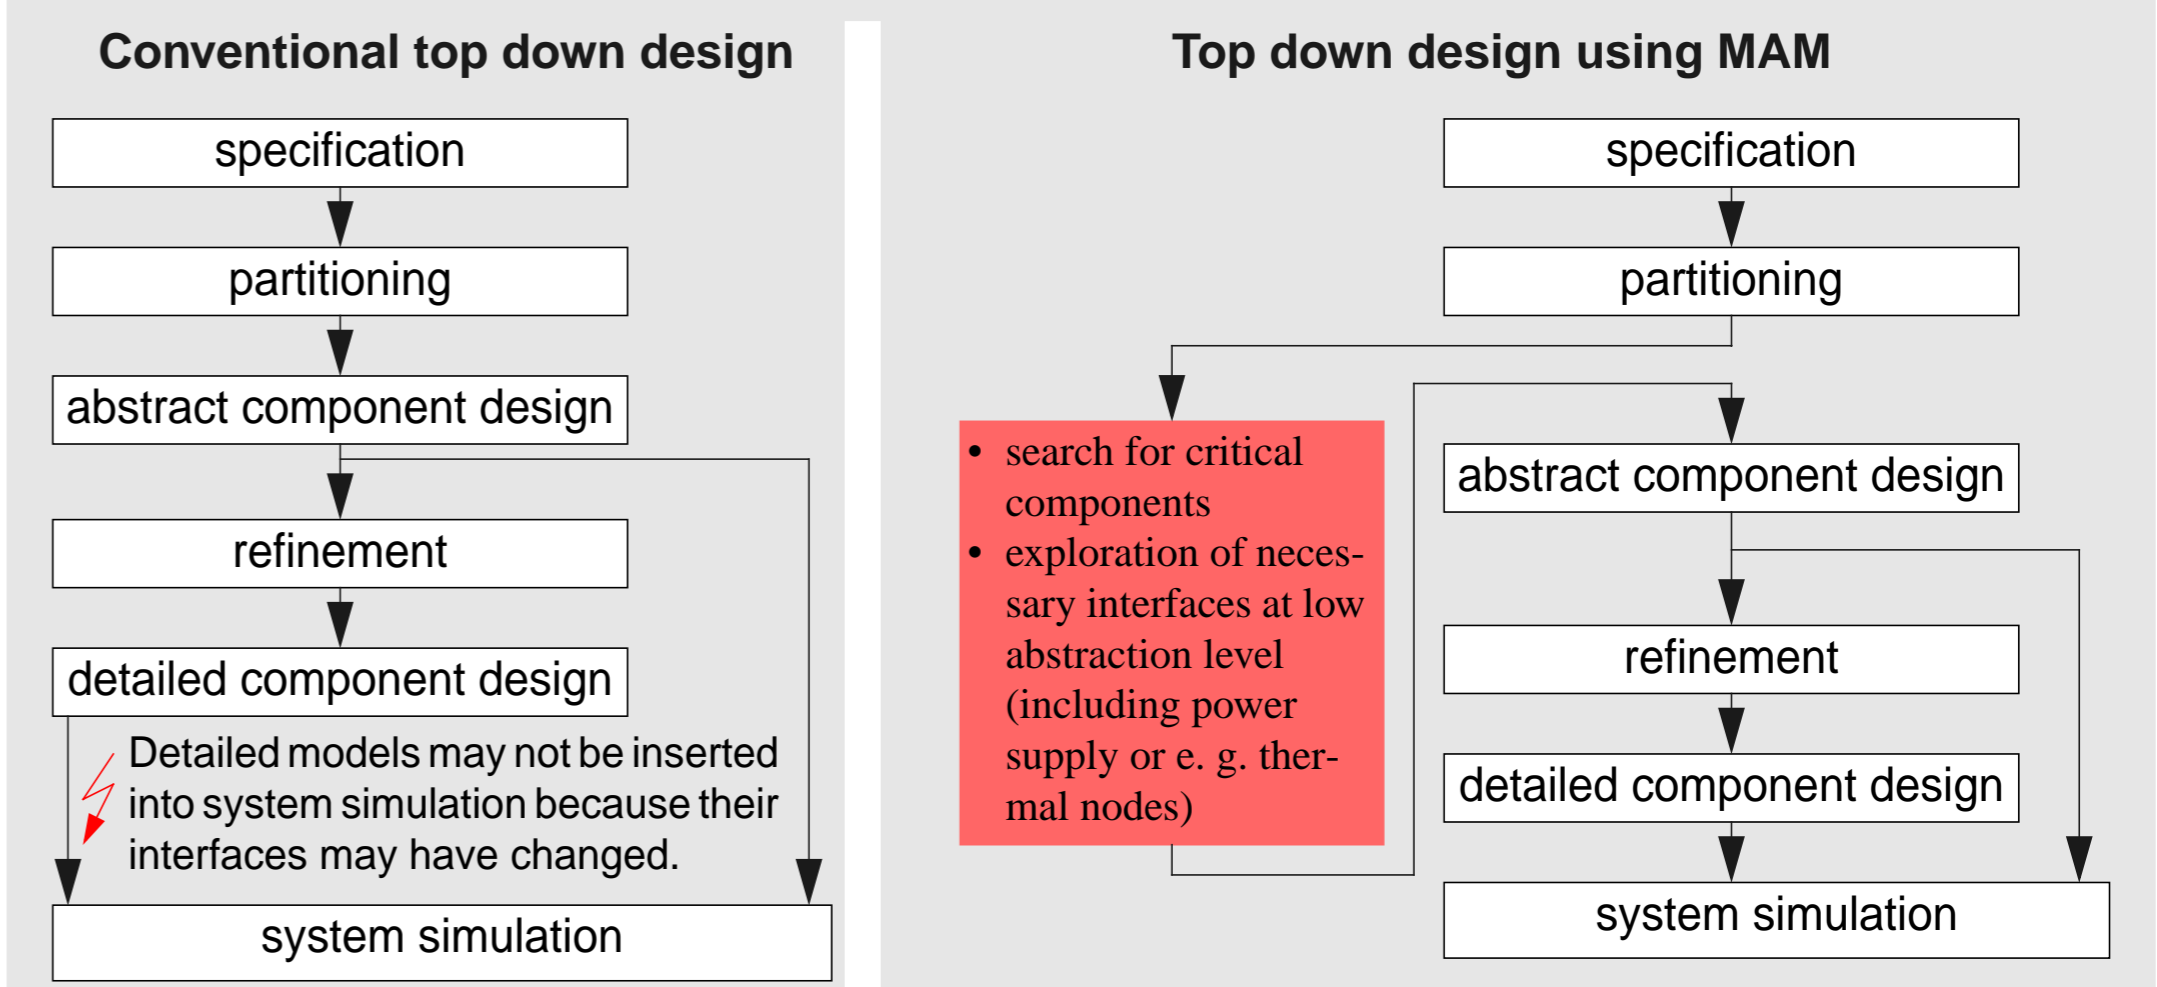 Conventional top down design
specification
partitioning
abstract component design
refinement
detailed component design
Detailed models may not be inserted
into system simulation because their
interfaces may have changed.
system simulation
Top down design using MAM
specification
partitioning
• search for critical
components
• exploration of neces-
sary interfaces at low
abstraction level
(including power
supply or e. g. ther-
mal nodes)
abstract component design
refinement
detailed component design
system simulation